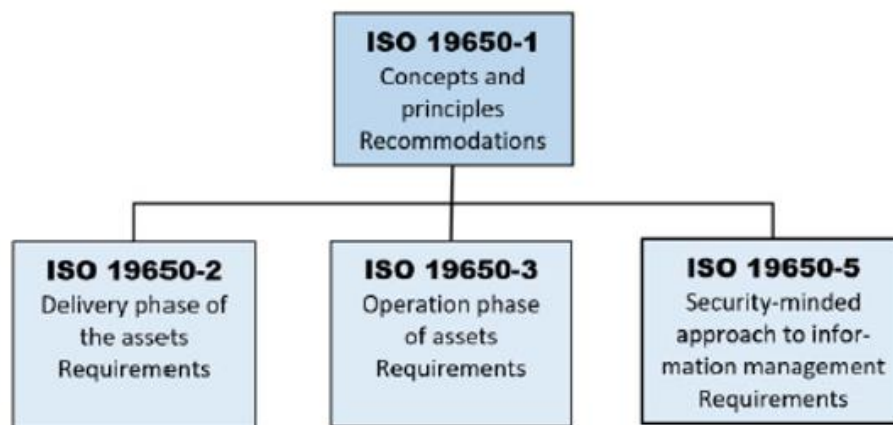 ISO 19650-1
Concepts and
principles
Recommodations
ISO 19650-2
Delivery phase of
the assets
Requirements
ISO 19650-3
Operation phase
of assets
Requirements
ISO 19650-5
Security-minded
approach to infor-
mation management
Requirements